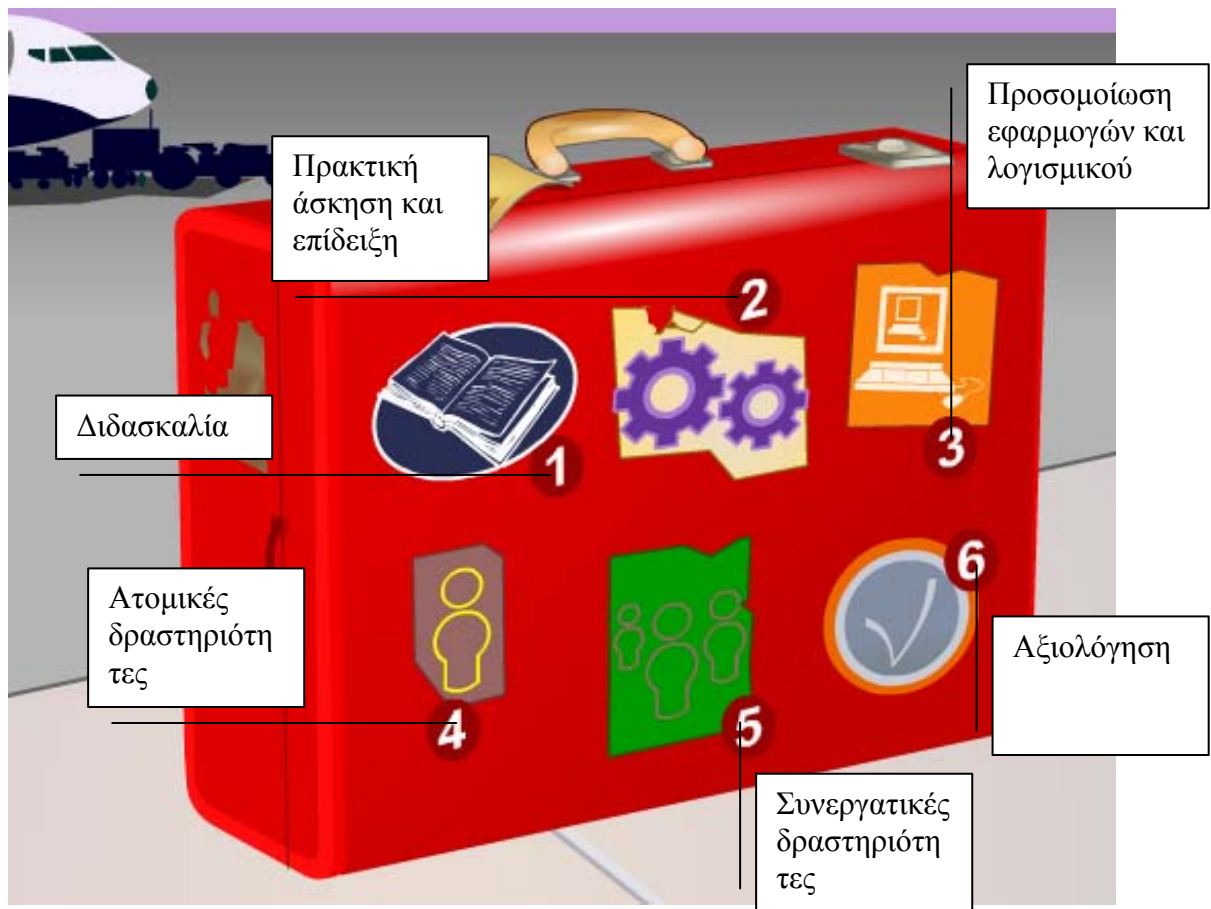 Προσομοίωση
εφαρμογών και
λογισμικού
Πρακτική
άσκηση και
επίδειξη
2
Διδασκαλία
1
3
Ατομικές
δραστηριότη
τες
4
5
6
Αξιολόγηση
Συνεργατικές
δραστηριότη
τες